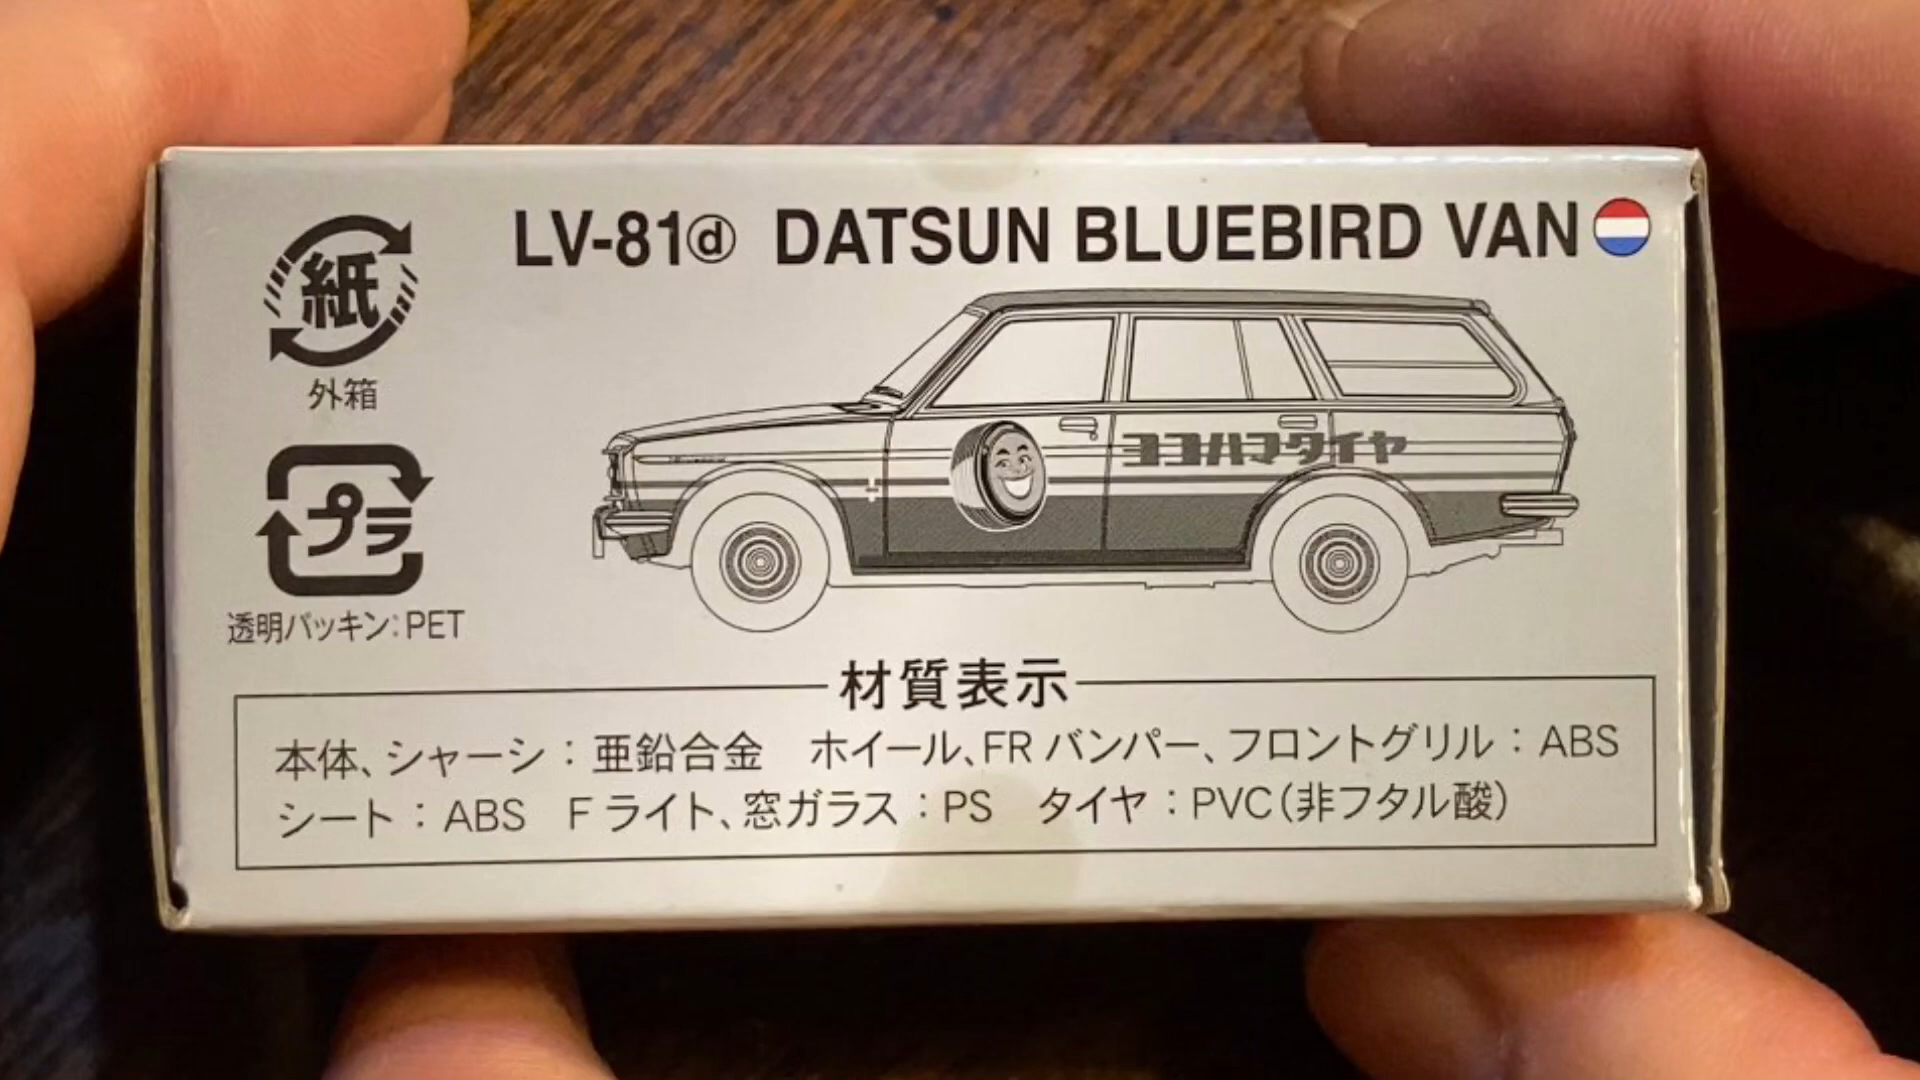 LV-81ⓓ DATSUN BLUEBIRD VAN
紙
外箱
プラ
透明パッキン:PET
ヨコハマタイヤ
材質表示
本体、シャーシ:亜鉛合金 ホイール、FRバンパー、フロントグリル:ABS
シート:ABS Fライト、窓ガラス:PS タイヤ:PVC(非フタル酸)